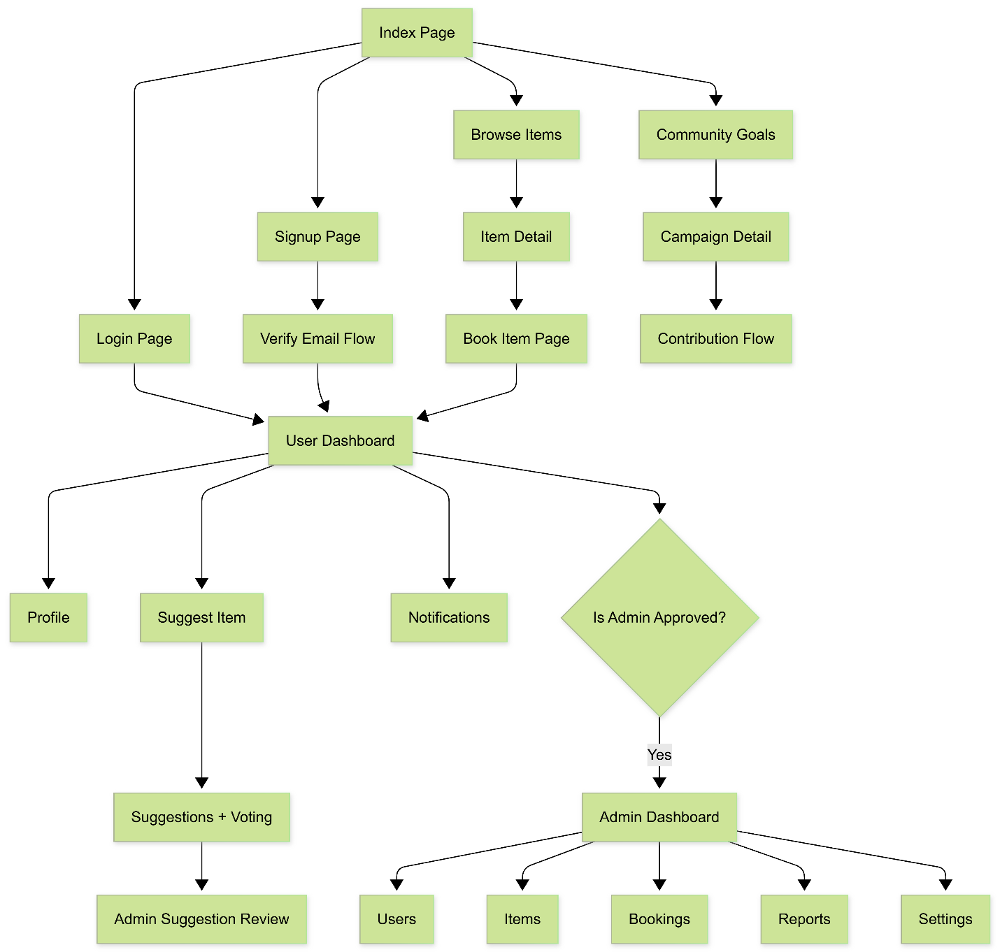 Index Page
Browse Items
Community Goals
Signup Page
Item Detail
Campaign Detail
Login Page
Verify Email Flow
Book Item Page
Contribution Flow
User Dashboard
Profile
Suggest Item
Notifications
Is Admin Approved?
Yes
Suggestions + Voting
Admin Dashboard
Admin Suggestion Review
Users
Items
Bookings
Reports
Settings